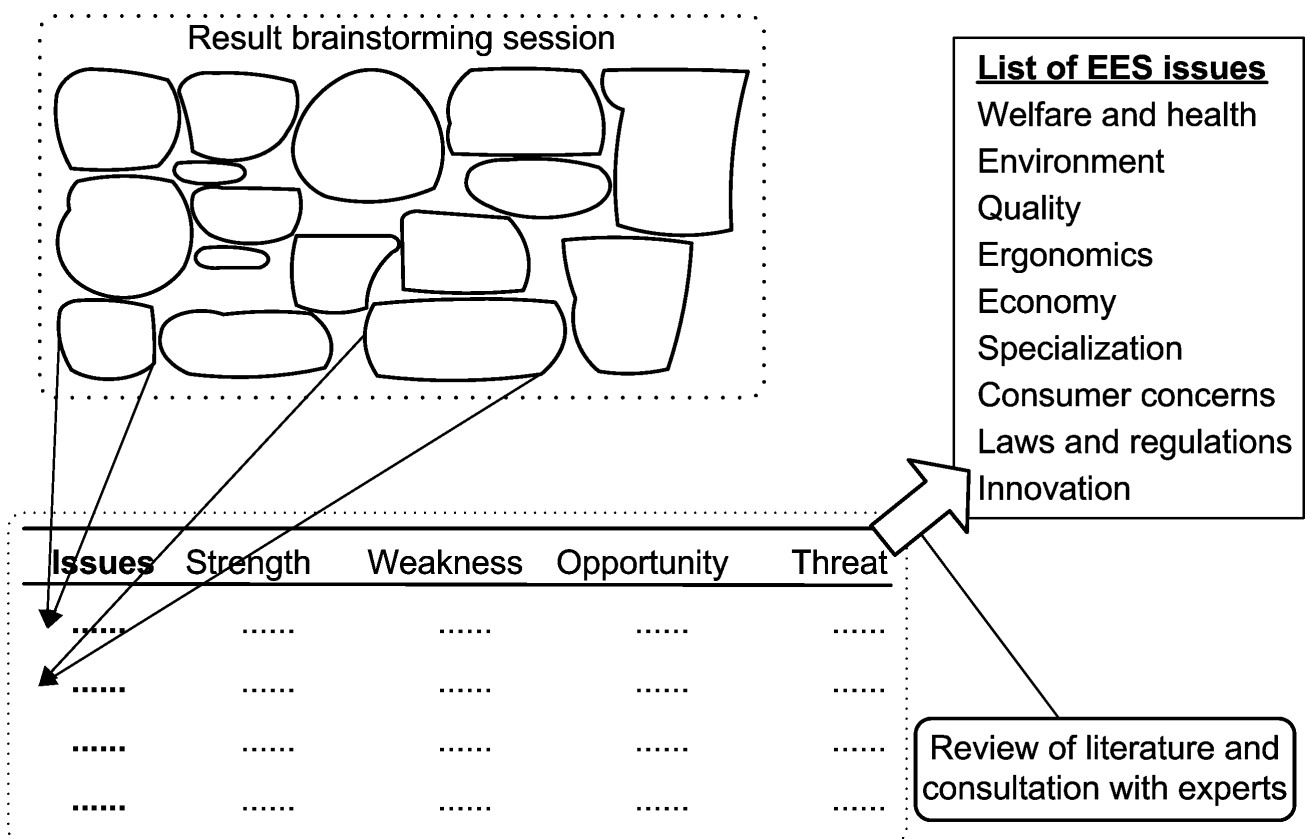 Result brainstorming session
List of EES issues
Welfare and health
Environment
Quality
Ergonomics
Economy
Specialization
Consumer concerns
Laws and regulations
Innovation
Issues Strength Weakness Opportunity Threat
...... ...... ...... ...... ......
...... ...... ...... ...... ......
...... ...... ...... ...... ......
...... ...... ...... ...... ......
Review of literature and
consultation with experts